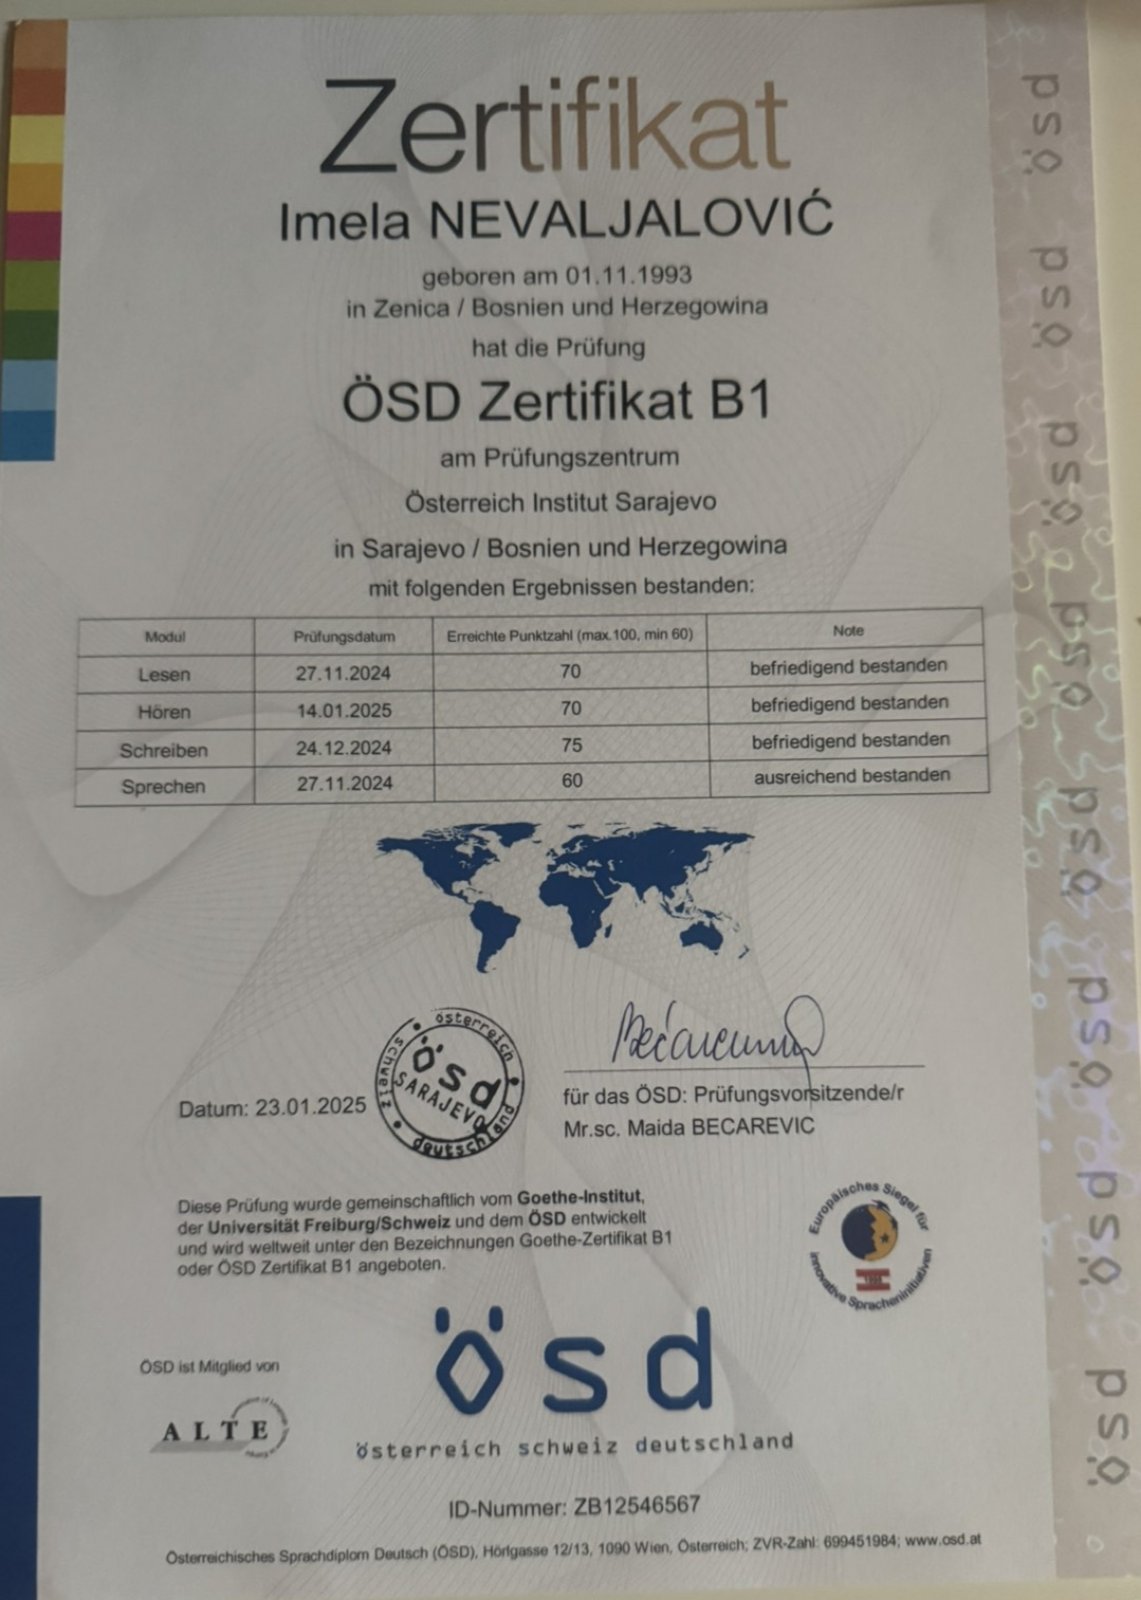 Zertifikat
Imela NEVALJALOVIĆ
geboren am 01.11.1993
in Zenica / Bosnien und Herzegowina
hat die Prüfung
ÖSD Zertifikat B1
am Prüfungszentrum
Österreich Institut Sarajevo
in Sarajevo / Bosnien und Herzegowina
mit folgenden Ergebnissen bestanden:
Modul Prüfungsdatum Erreichte Punktzahl (max.100, min 60) Note
Lesen 27.11.2024 70 befriedigend bestanden
Hören 14.01.2025 70 befriedigend bestanden
Schreiben 24.12.2024 75 befriedigend bestanden
Sprechen 27.11.2024 60 ausreichend bestanden
österreich
schweiz
ösd
SARAJEVO
deutschland
Datum: 23.01.2025
für das ÖSD: Prüfungsvorsitzende/r
Mr.sc. Maida BECAREVIC
Diese Prüfung wurde gemeinschaftlich vom Goethe-Institut,
der Universität Freiburg/Schweiz und dem ÖSD entwickelt
und wird weltweit unter den Bezeichnungen Goethe-Zertifikat B1
oder ÖSD Zertifikat B1 angeboten.
Europäisches Siegel für
innovative Spracheninitiativen
ÖSD ist Mitglied von
ALTE
ösd
österreich schweiz deutschland
ID-Nummer: ZB12546567
Österreichisches Sprachdiplom Deutsch (ÖSD), Hörlgasse 12/13, 1090 Wien, Österreich; ZVR-Zahl: 699451984; www.osd.at
ösd
ösd
ösd
ösd
ösd
ösd
ösd
ösd